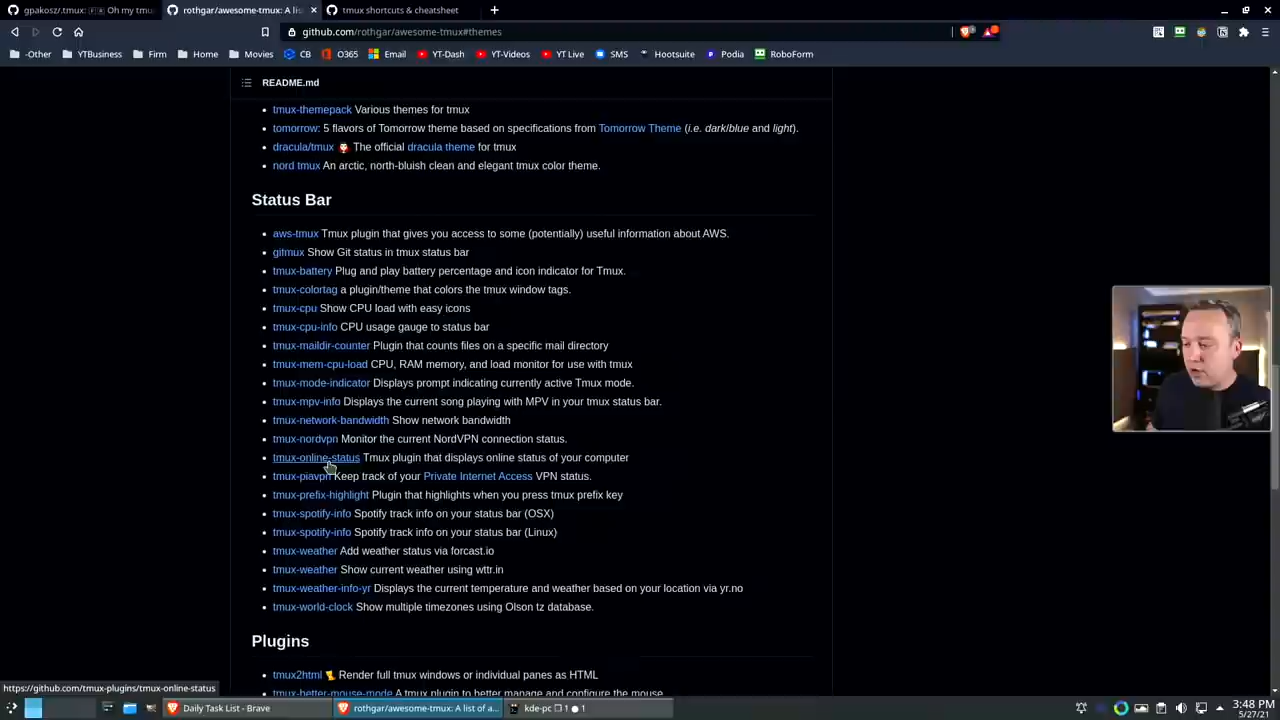 gpakosz/.tmux: Oh my tmu
rothgar/awesome-tmux: A lis
tmux shortcuts & cheatsheet
github.com/rothgar/awesome-tmux#themes
-Other YTBusiness Firm Home Movies CB O365 Email YT-Dash YT-Videos YT Live SMS Hootsuite Podia RoboForm
README.md
tmux-themepack Various themes for tmux
tomorrow: 5 flavors of Tomorrow theme based on specifications from Tomorrow Theme (i.e. dark/blue and light).
dracula/tmux The official dracula theme for tmux
nord tmux An arctic, north-bluish clean and elegant tmux color theme.
Status Bar
aws-tmux Tmux plugin that gives you access to some (potentially) useful information about AWS.
gitmux Show Git status in tmux status bar
tmux-battery Plug and play battery percentage and icon indicator for Tmux.
tmux-colortag a plugin/theme that colors the tmux window tags.
tmux-cpu Show CPU load with easy icons
tmux-cpu-info CPU usage gauge to status bar
tmux-maildir-counter Plugin that counts files on a specific mail directory
tmux-mem-cpu-load CPU, RAM memory, and load monitor for use with tmux
tmux-mode-indicator Displays prompt indicating currently active Tmux mode.
tmux-mpv-info Displays the current song playing with MPV in your tmux status bar.
tmux-network-bandwidth Show network bandwidth
tmux-nordvpn Monitor the current NordVPN connection status.
tmux-online-status Tmux plugin that displays online status of your computer
tmux-piavpn Keep track of your Private Internet Access VPN status.
tmux-prefix-highlight Plugin that highlights when you press tmux prefix key
tmux-spotify-info Spotify track info on your status bar (OSX)
tmux-spotify-info Spotify track info on your status bar (Linux)
tmux-weather Add weather status via forcast.io
tmux-weather Show current weather using wttr.in
tmux-weather-info-yr Displays the current temperature and weather based on your location via yr.no
tmux-world-clock Show multiple timezones using Olson tz database.
Plugins
tmux2html Render full tmux windows or individual panes as HTML
tmux-better-mouse-mode A tmux plugin to better manage and configure the mouse
https://github.com/tmux-plugins/tmux-online-status
Daily Task List - Brave
rothgar/awesome-tmux: A list of a...
kde-pc ❐ 1 ● 1
3:48 PM
5/27/21